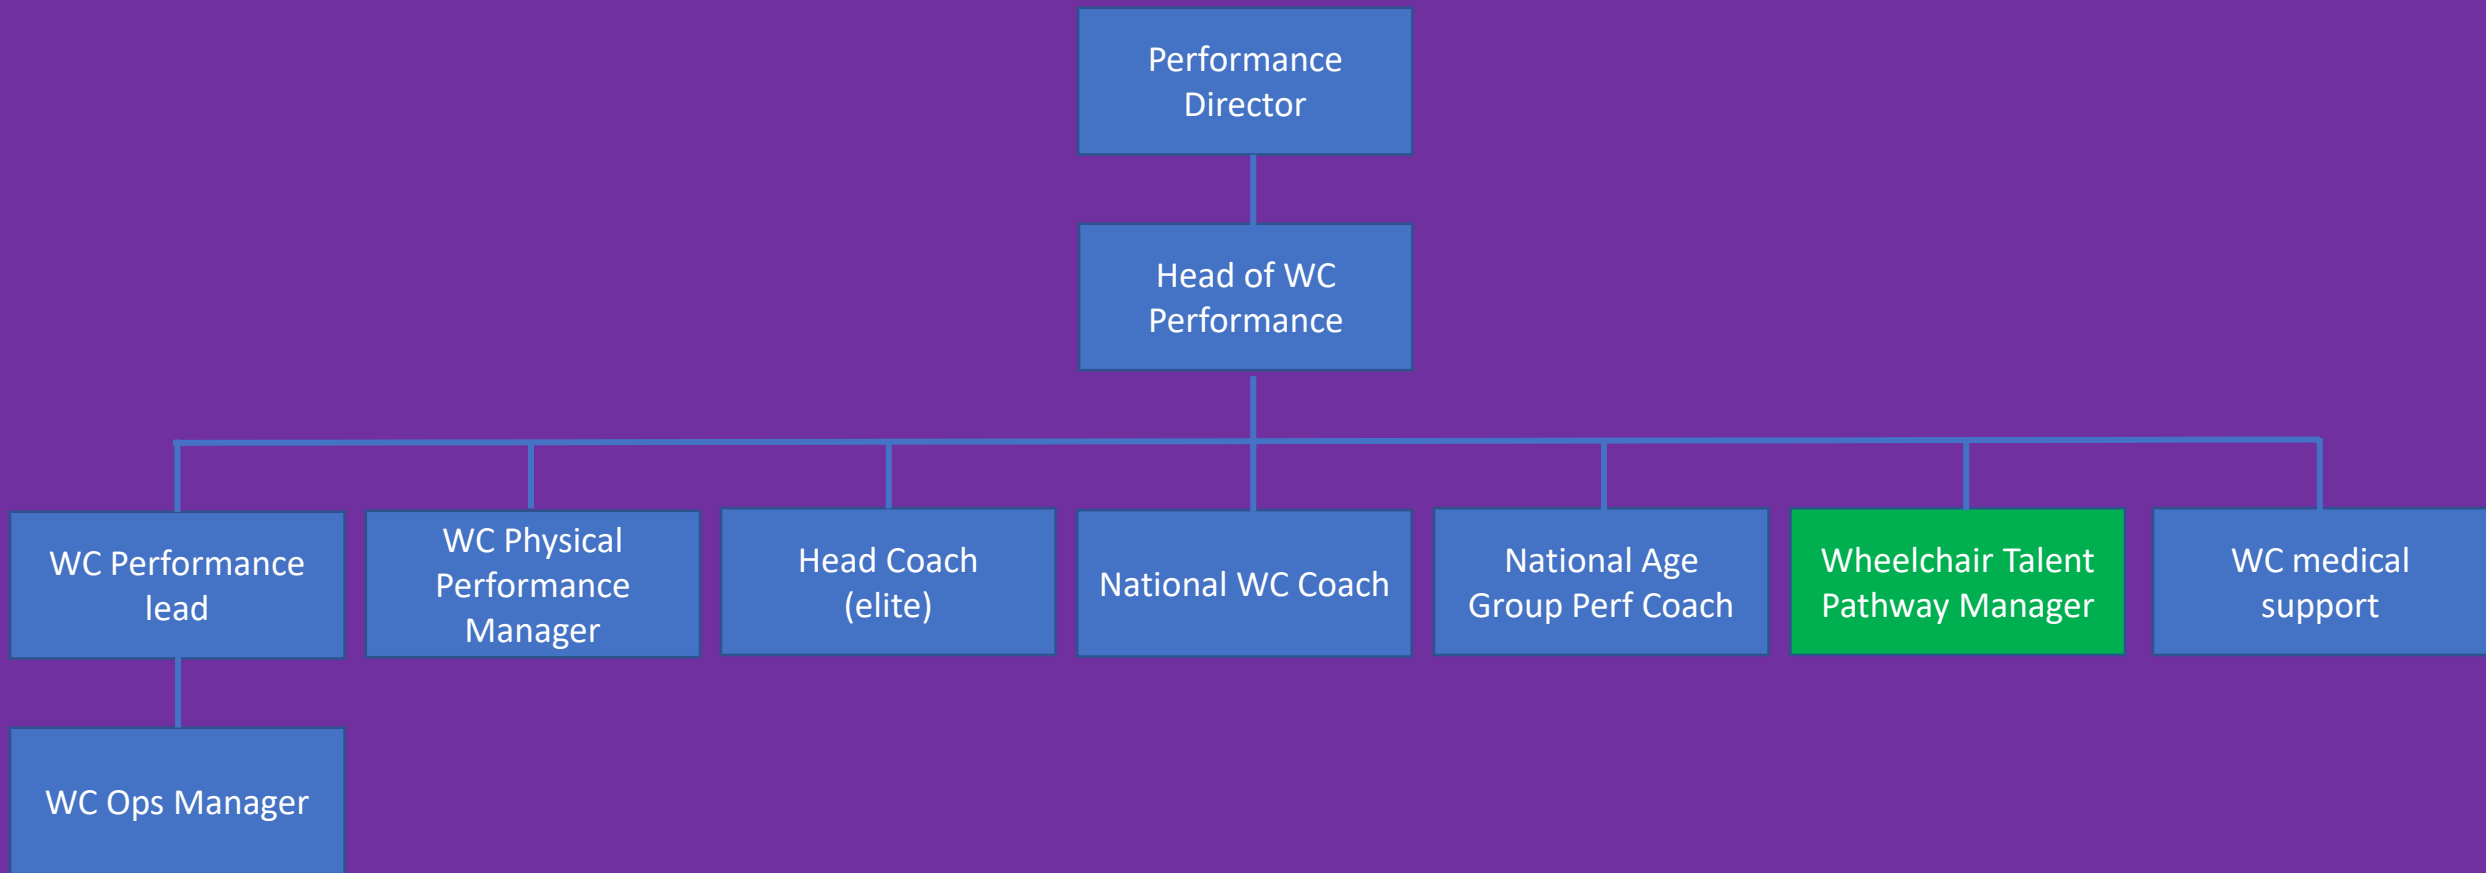 Performance
Director
Head of WC
Performance
WC Performance
lead
WC Physical
Performance
Manager
Head Coach
(elite)
National WC Coach
National Age
Group Perf Coach
Wheelchair Talent
Pathway Manager
WC medical
support
WC Ops Manager